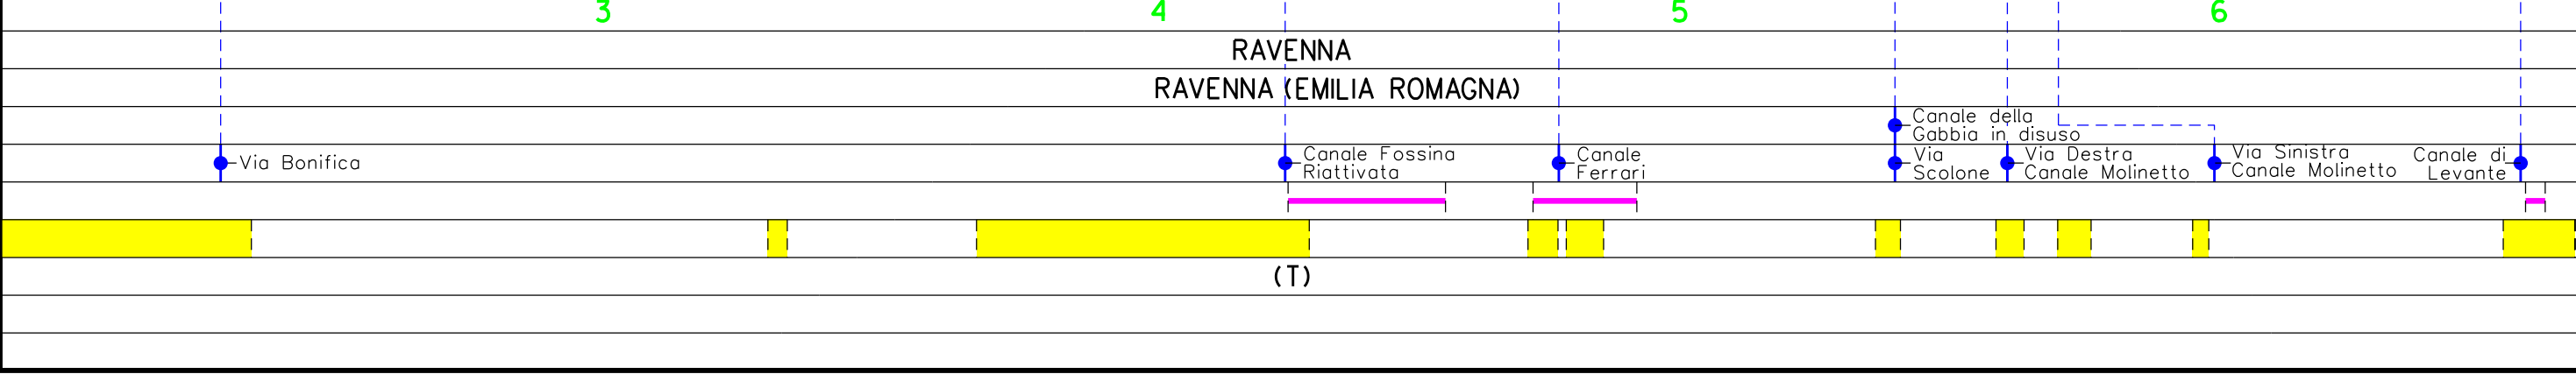 3 4 5 6
RAVENNA
RAVENNA (EMILIA ROMAGNA)
Canale della
Gabbia in disuso
Via Bonifica
Canale Fossina
Riattivata
Canale
Ferrari
Via
Scolone
Via Destra
Canale Molinetto
Via Sinistra
Canale Molinetto
Canale di
Levante
(T)